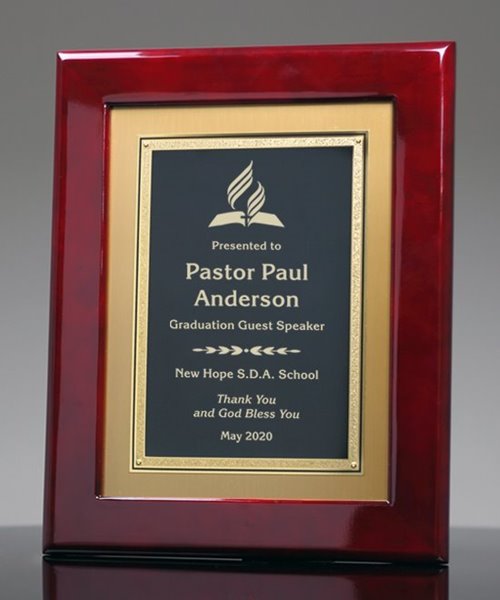 Presented to
Pastor Paul
Anderson
Graduation Guest Speaker
New Hope S.D.A. School
Thank You
and God Bless You
May 2020